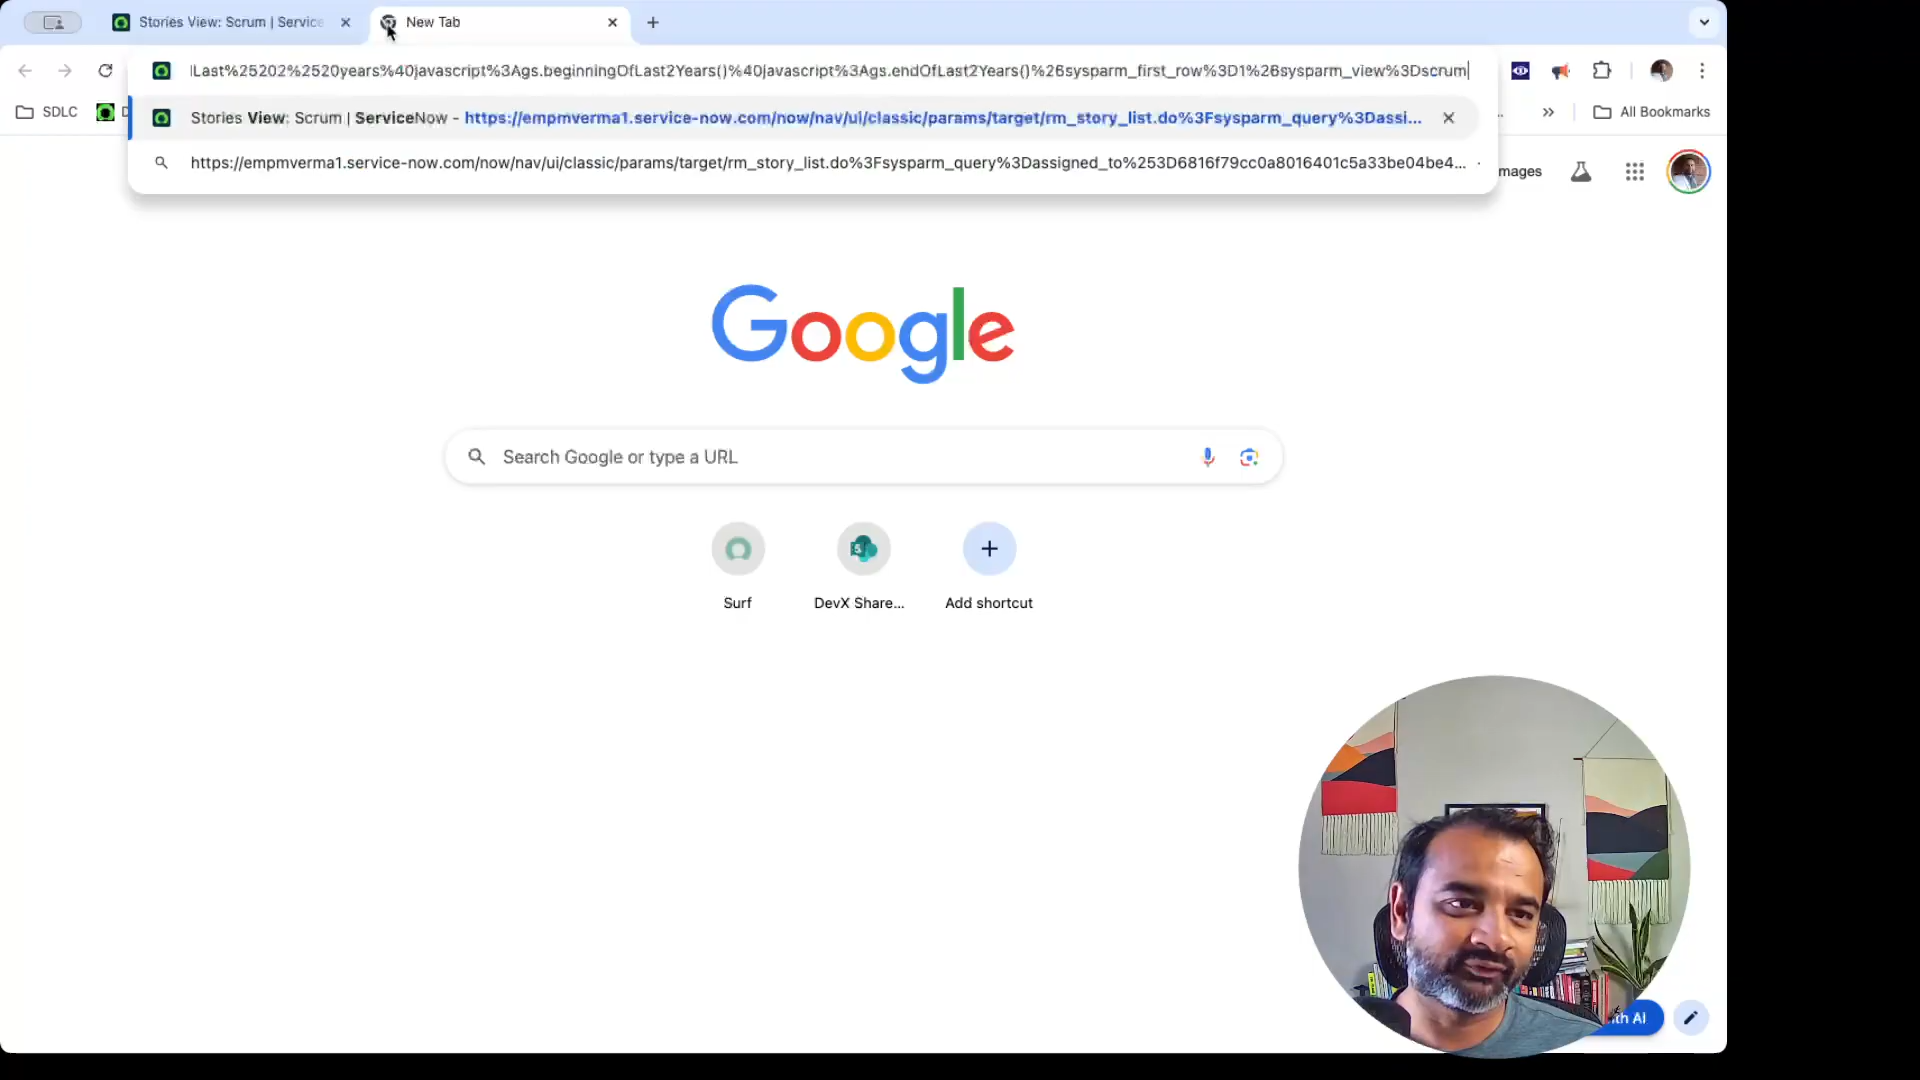 Stories View: Scrum | Service
New Tab
lLast%25202%2520years%40javascript%3Ags.beginningOfLast2Years()%40javascript%3Ags.endOfLast2Years()%26sysparm_first_row%3D1%26sysparm_view%3Dscrum
SDLC
All Bookmarks
Stories View: Scrum | ServiceNow - https://empmverma1.service-now.com/now/nav/ui/classic/params/target/rm_story_list.do%3Fsysparm_query%3Dassi...
https://empmverma1.service-now.com/now/nav/ui/classic/params/target/rm_story_list.do%3Fsysparm_query%3Dassigned_to%253D6816f79cc0a8016401c5a33be04be4...
mages
Google
Search Google or type a URL
Surf
DevX Share...
Add shortcut
th AI